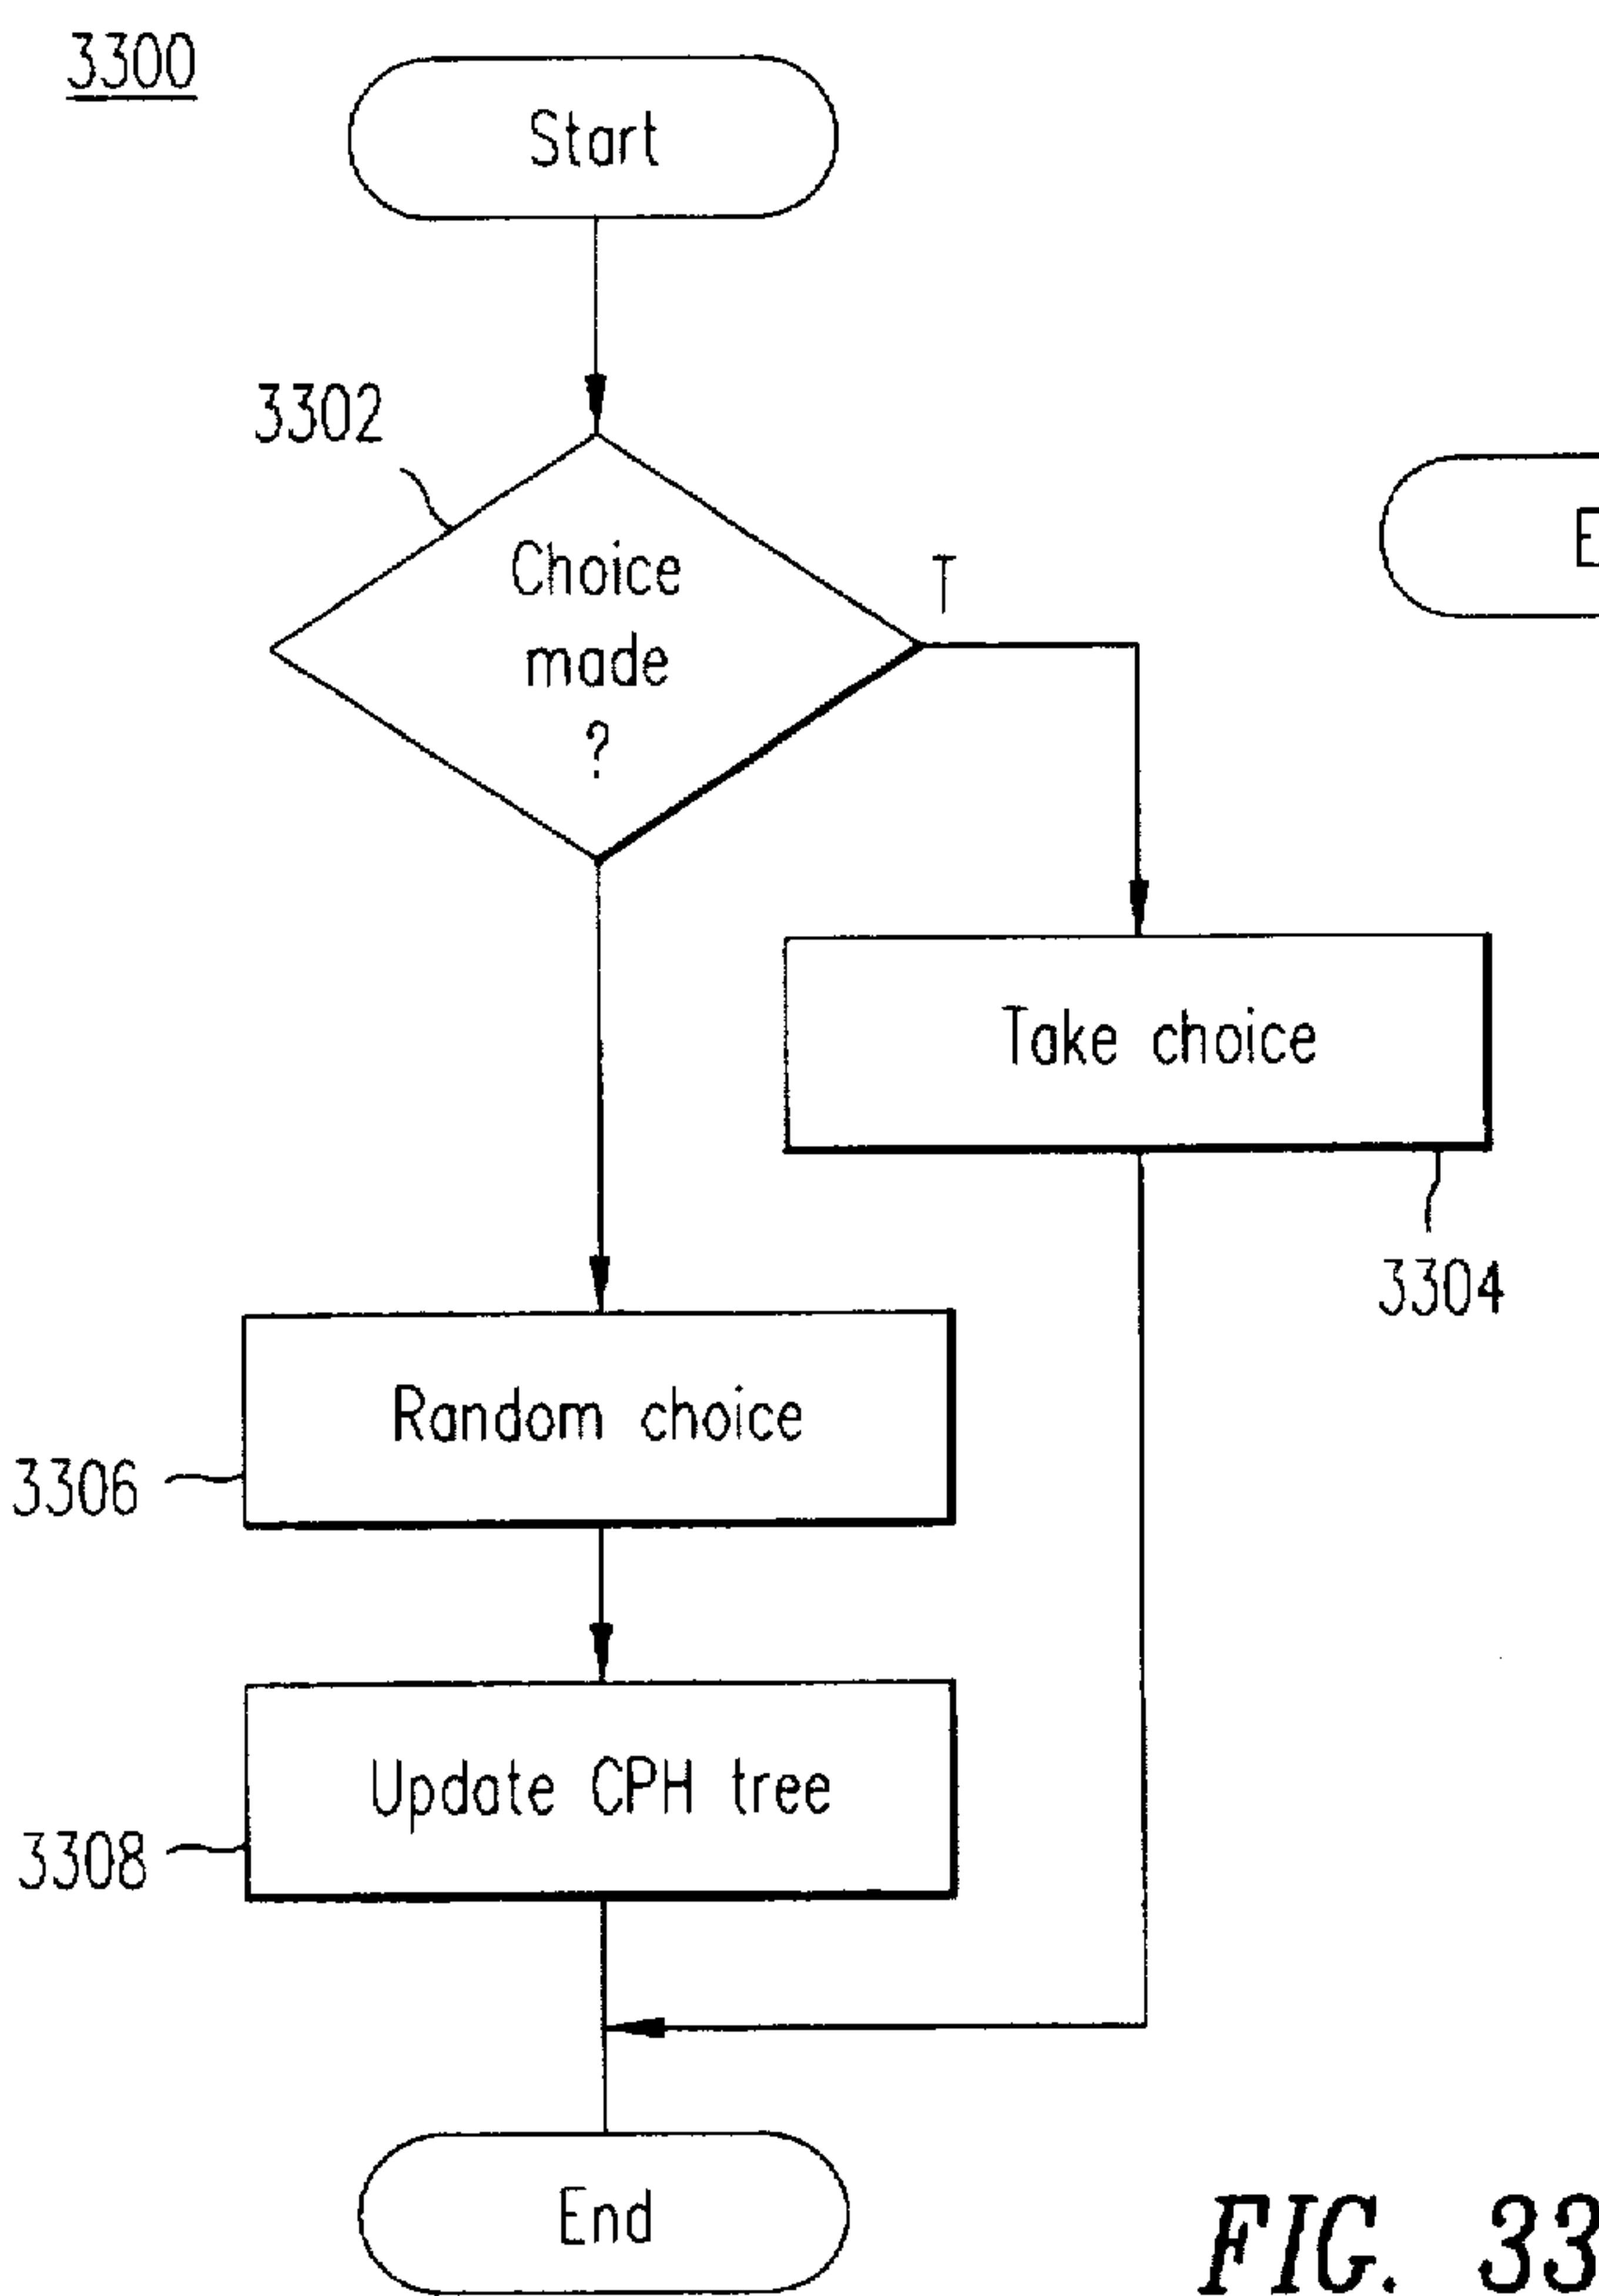 3300
Start
3302
Choice
made
?
T
E
Take choice
3304
Random choice
3306
Update CPH tree
3308
End
FIG. 33